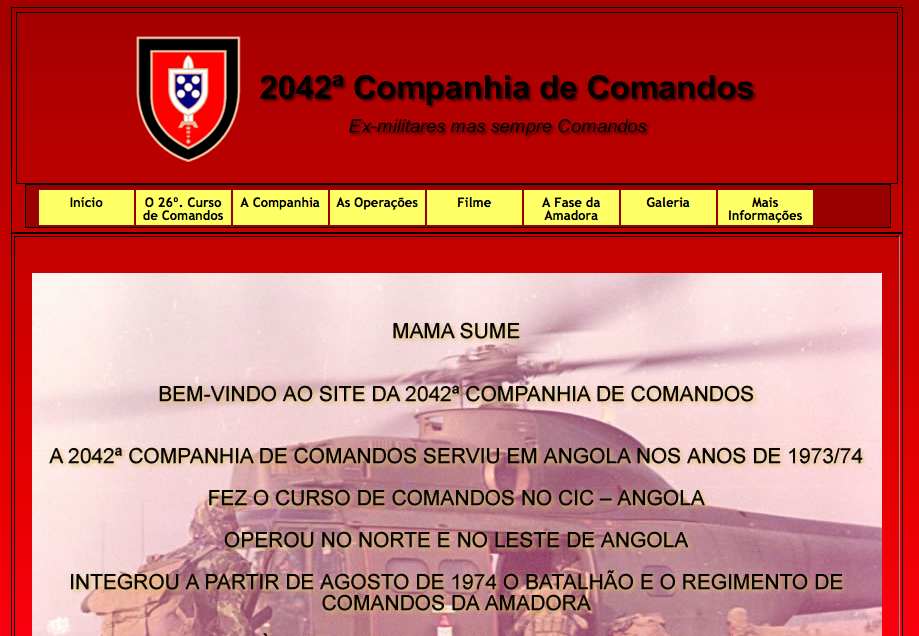 2042ª Companhia de Comandos
Ex-militares mas sempre Comandos
Início
O 26º. Curso
de Comandos
A Companhia
As Operações
Filme
A Fase da
Amadora
Galeria
Mais
Informações
MAMA SUME
BEM-VINDO AO SITE DA 2042ª COMPANHIA DE COMANDOS
A 2042ª COMPANHIA DE COMANDOS SERVIU EM ANGOLA NOS ANOS DE 1973/74
FEZ O CURSO DE COMANDOS NO CIC – ANGOLA
OPEROU NO NORTE E NO LESTE DE ANGOLA
INTEGROU A PARTIR DE AGOSTO DE 1974 O BATALHÃO E O REGIMENTO DE
COMANDOS DA AMADORA